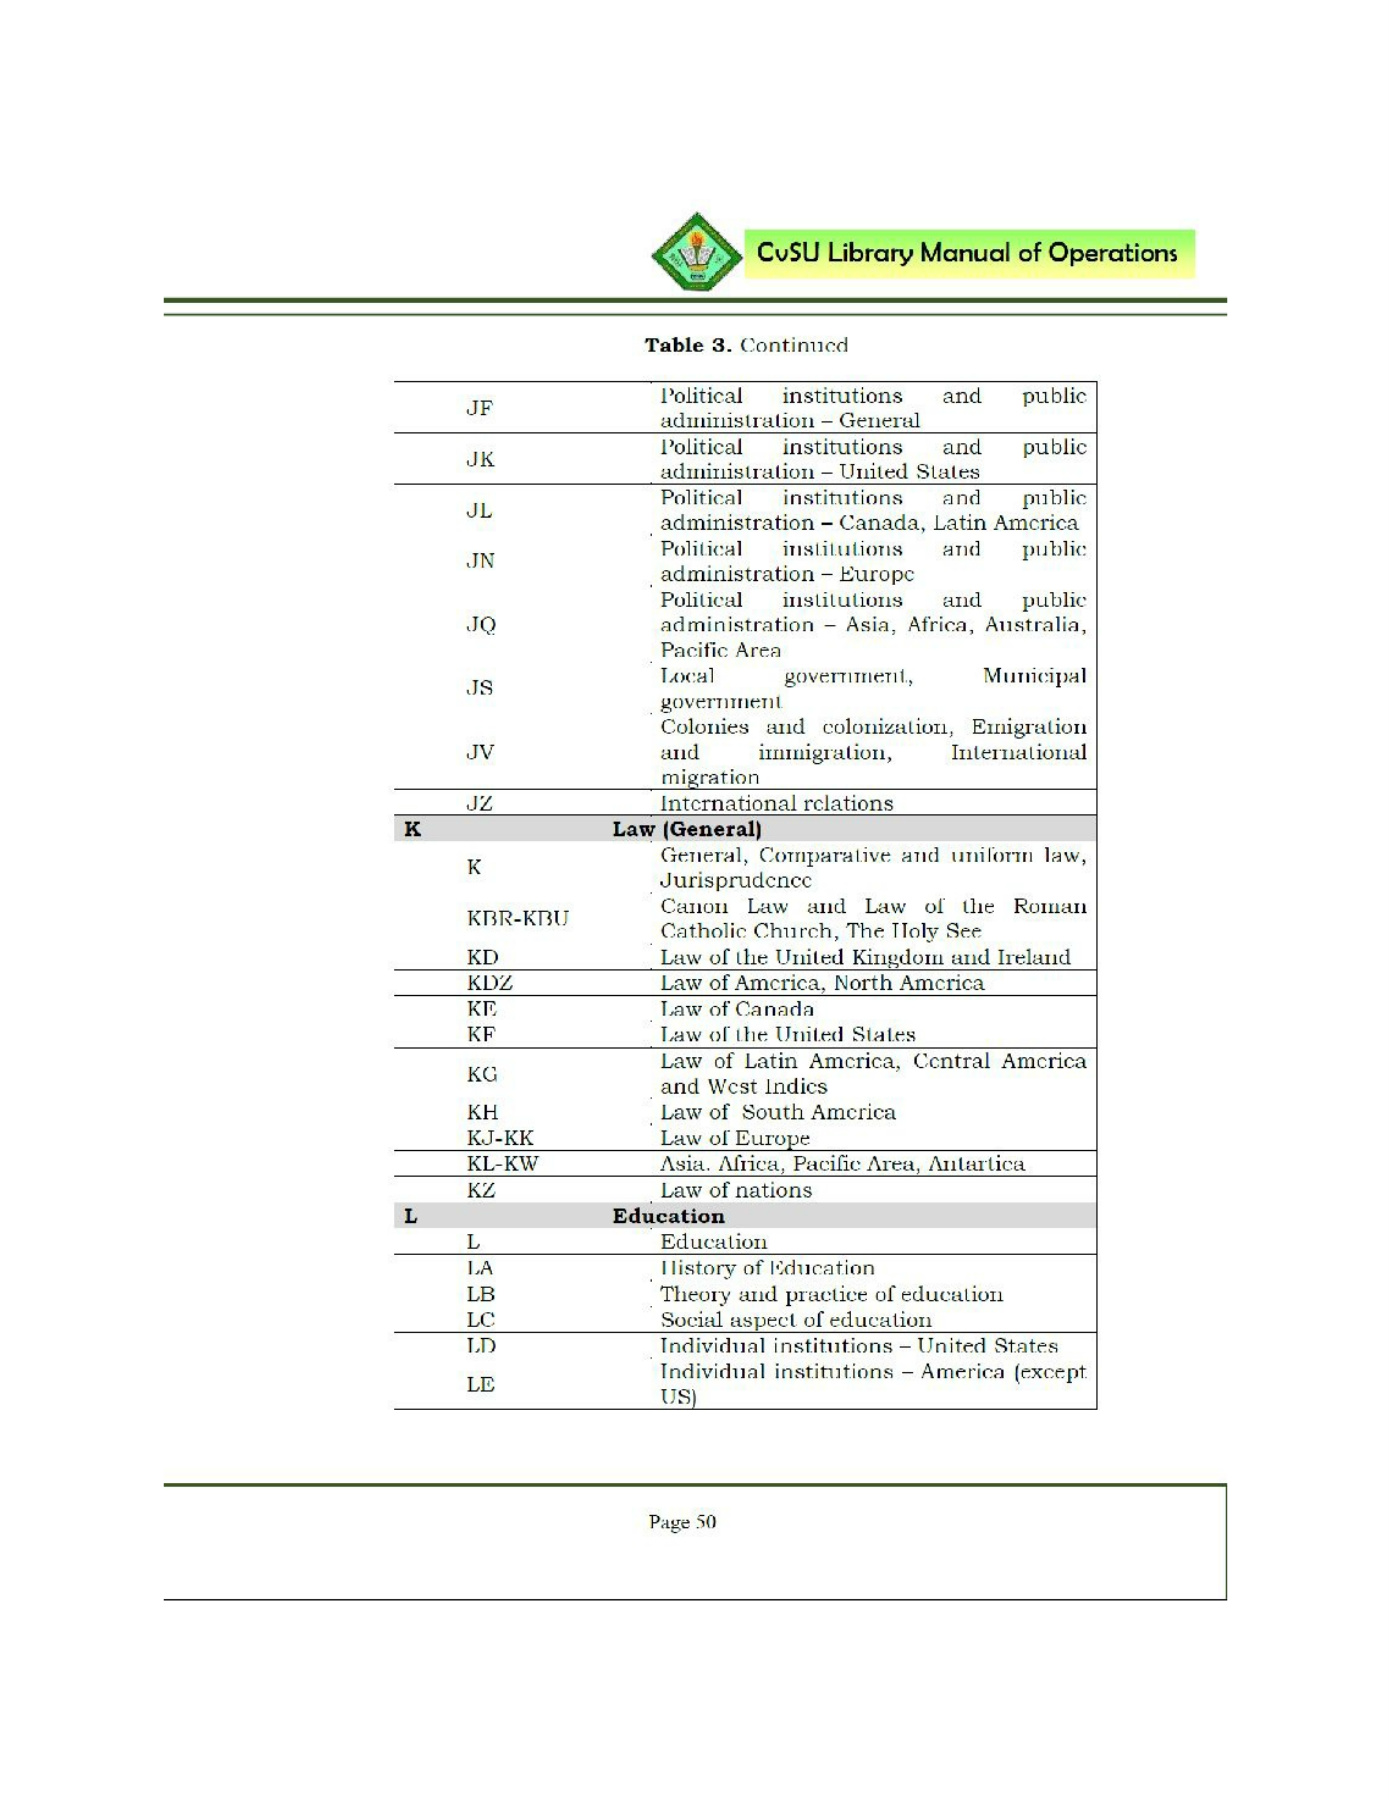 CvSU Library Manual of Operations
Table 3. Continued
JF Political institutions and public
administration – General
JK Political institutions and public
administration – United States
JL Political institutions and public
administration – Canada, Latin America
JN Political institutions and public
administration – Europe
JQ Political institutions and public
administration – Asia, Africa, Australia,
Pacific Area
JS Local government, Municipal
government
JV Colonies and colonization, Emigration
and immigration, International
migration
JZ International relations
K Law (General)
K General, Comparative and uniform law,
Jurisprudence
KBR-KBU Canon Law and Law of the Roman
Catholic Church, The Holy See
KD Law of the United Kingdom and Ireland
KDZ Law of America, North America
KE Law of Canada
KF Law of the United States
KG Law of Latin America, Central America
and West Indies
KH Law of South America
KJ-KK Law of Europe
KL-KW Asia. Africa, Pacific Area, Antartica
KZ Law of nations
L Education
L Education
LA History of Education
LB Theory and practice of education
LC Social aspect of education
LD Individual institutions – United States
LE Individual institutions – America (except
US)
Page 50